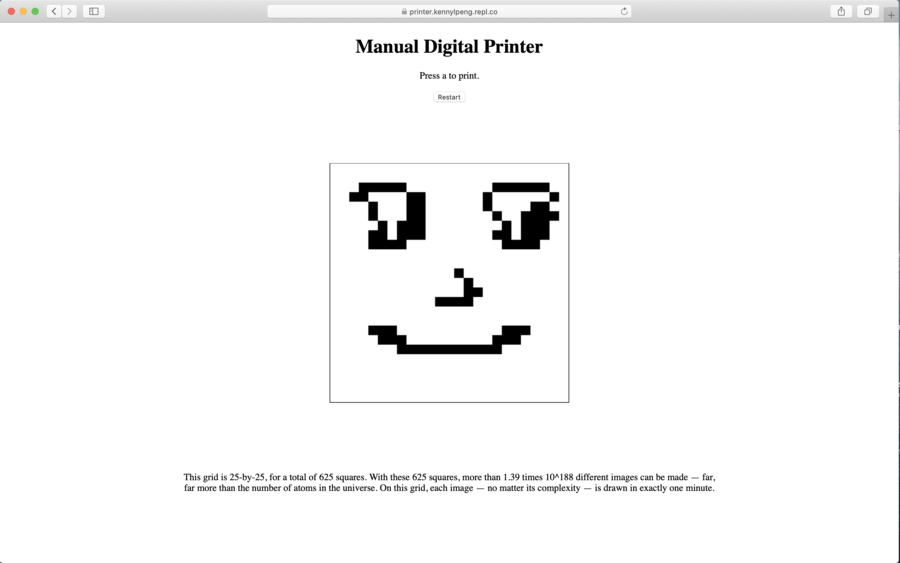 printer.kennylpeng.repl.co
Manual Digital Printer
Press a to print.
Restart
This grid is 25-by-25, for a total of 625 squares. With these 625 squares, more than 1.39 times 10^188 different images can be made — far,
far more than the number of atoms in the universe. On this grid, each image — no matter its complexity — is drawn in exactly one minute.